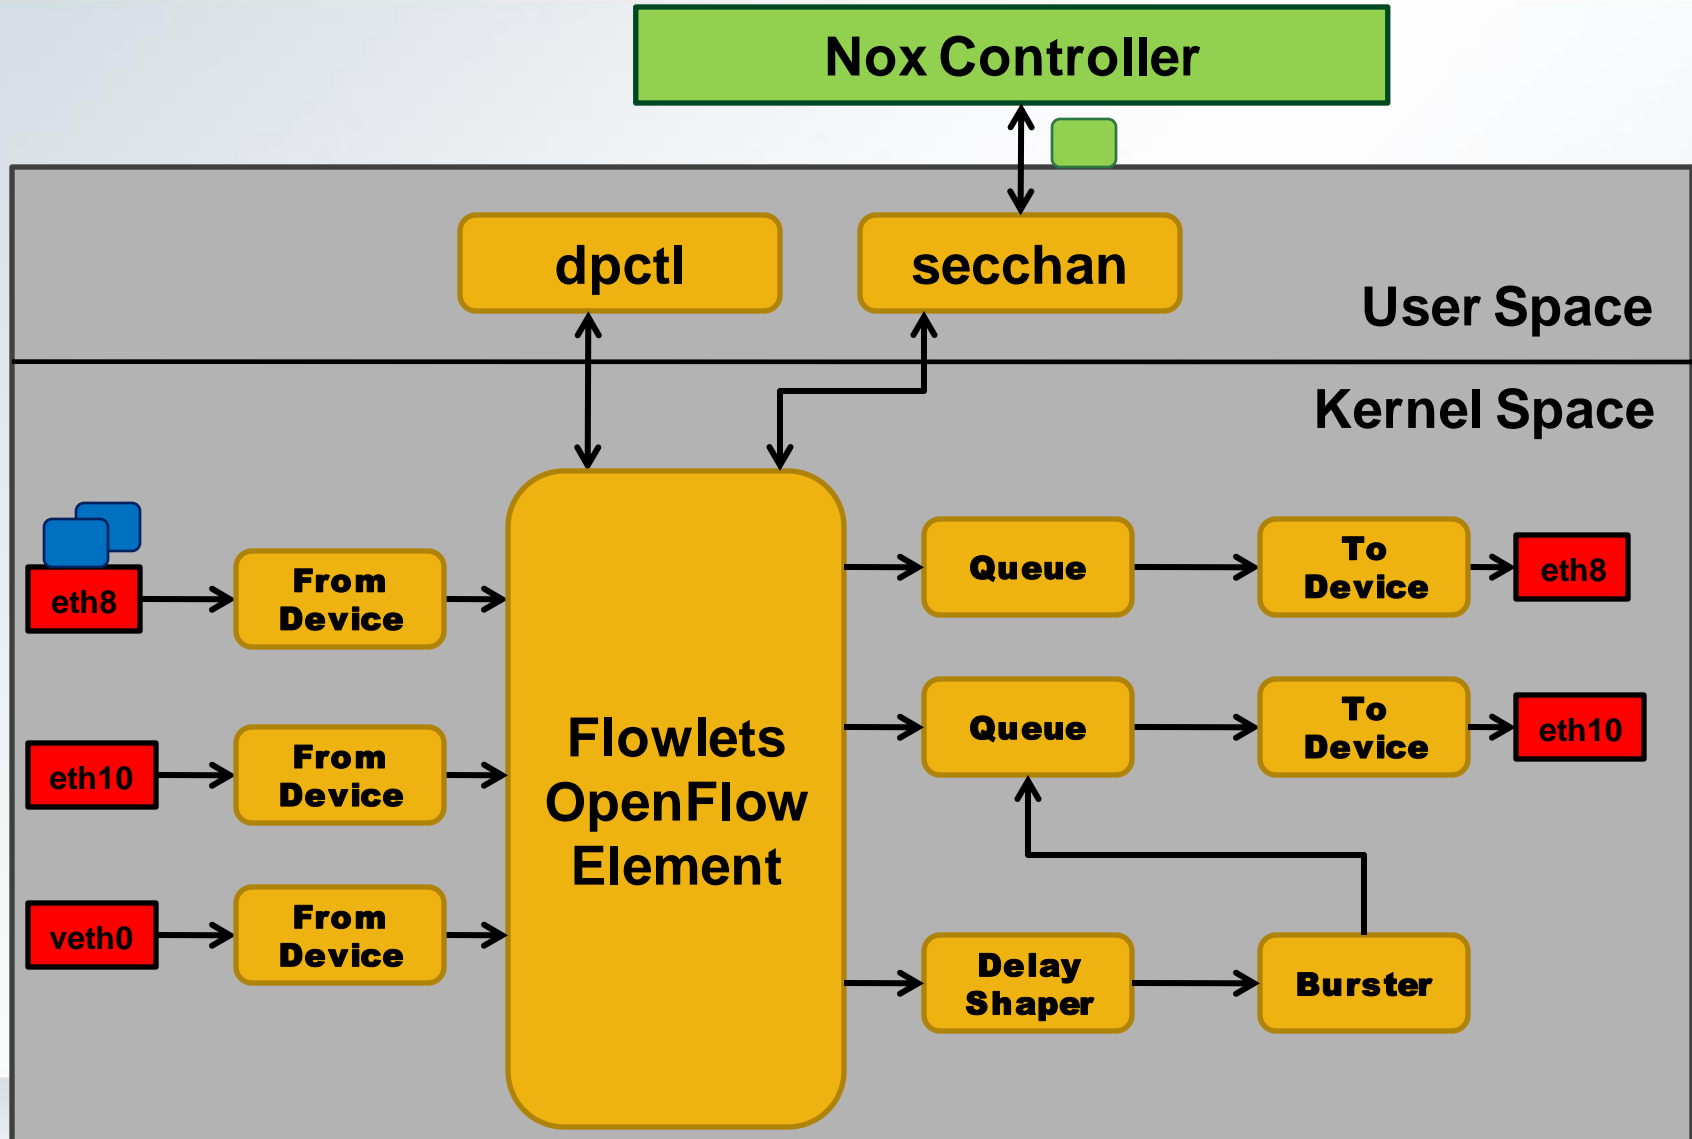 Nox Controller
dpctl
secchan
User Space
Kernel Space
eth8
From
Device
Queue
To
Device
eth8
eth10
From
Device
Flowlets
OpenFlow
Element
Queue
To
Device
eth10
veth0
From
Device
Delay
Shaper
Burster